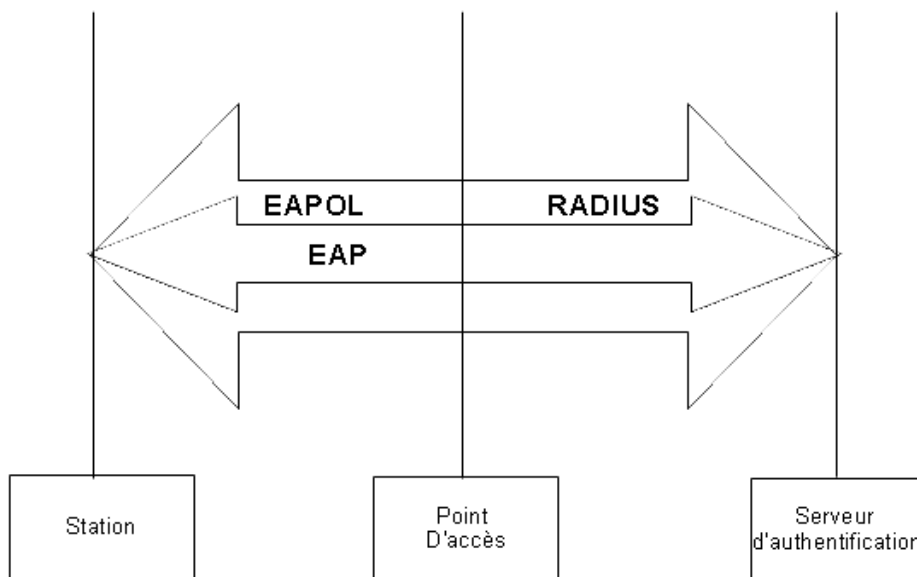 EAPOL RADIUS
EAP
Station
Point
D'accès
Serveur
d'authentification